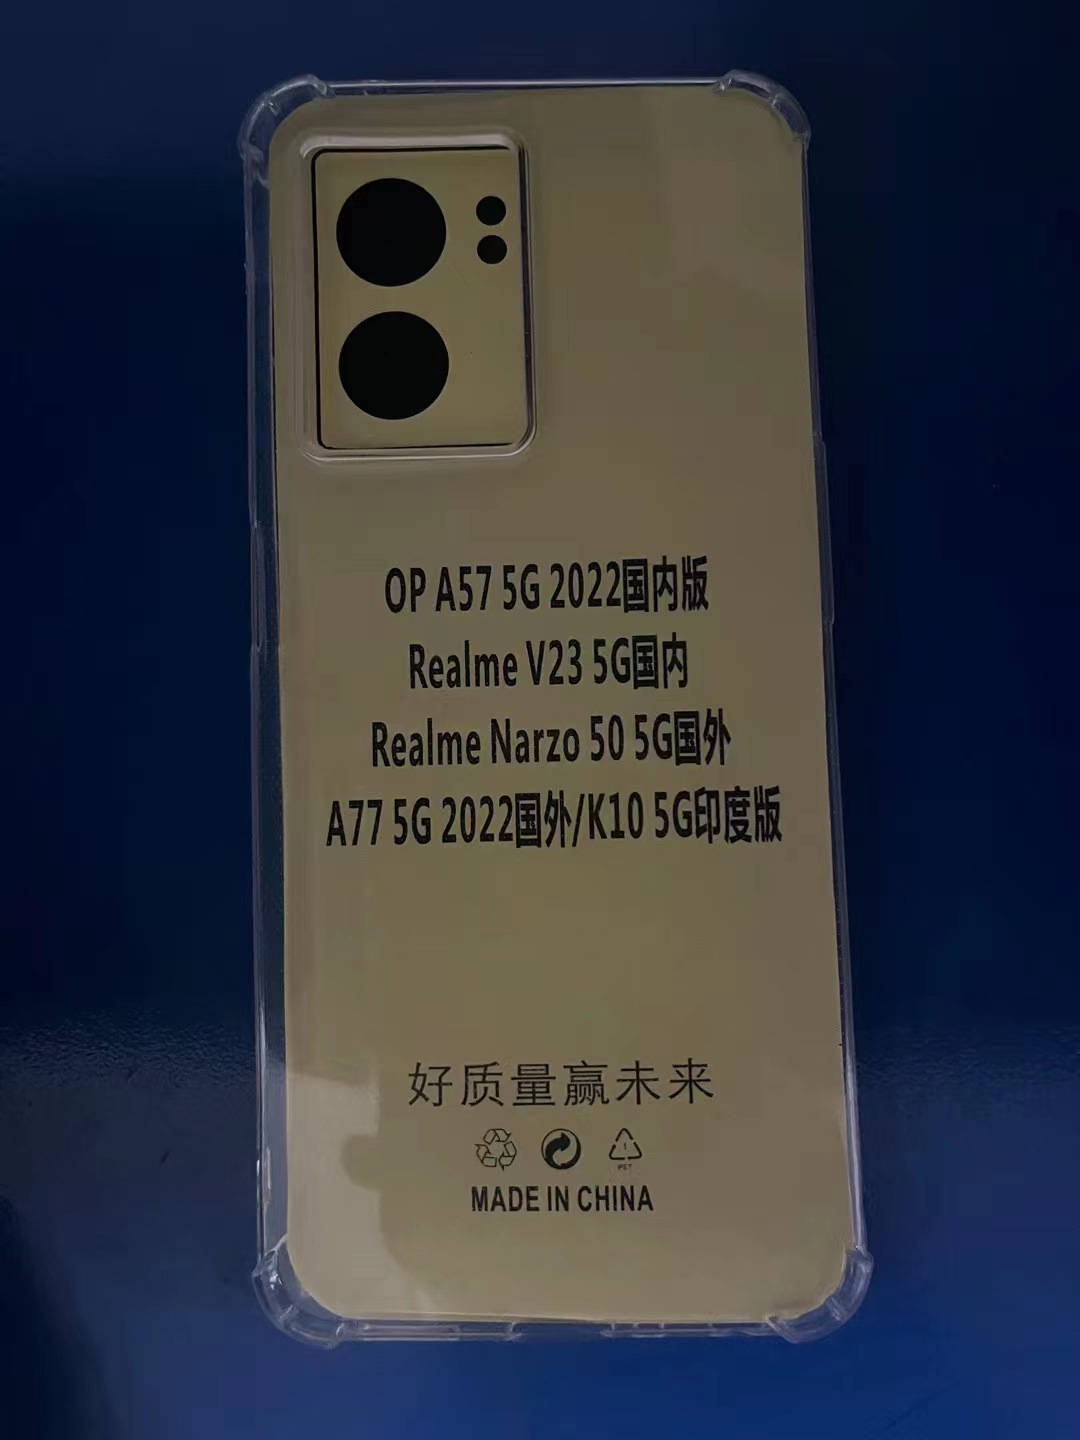 OP A57 5G 2022国内版
Realme V23 5G国内
Realme Narzo 50 5G国外
A77 5G 2022国外/K10 5G印度版
好质量赢未来
PET
MADE IN CHINA